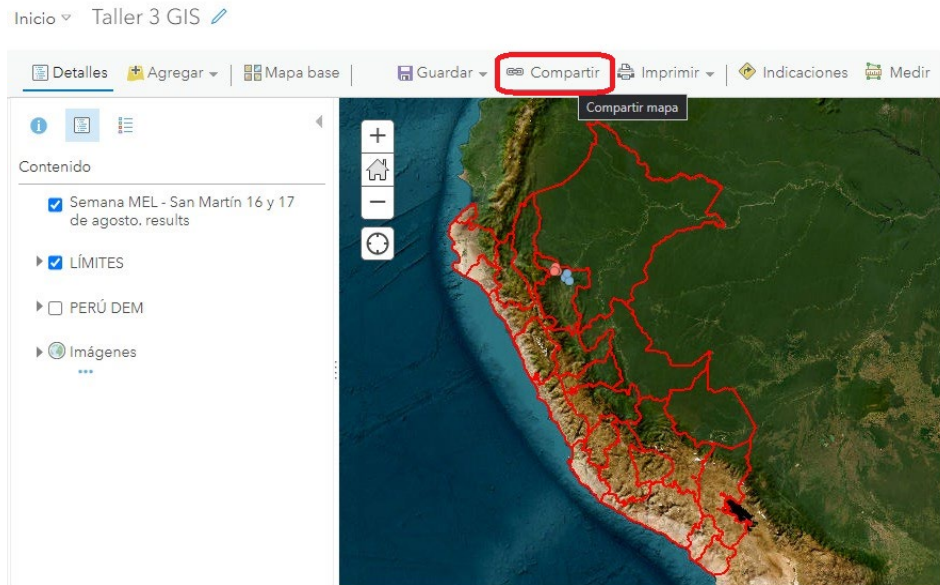 Inicio Taller 3 GIS
Detalles Agregar Mapa base Guardar Compartir Imprimir Indicaciones Medir
Compartir mapa
Contenido
Semana MEL - San Martín 16 y 17
de agosto. results
LÍMITES
PERÚ DEM
Imágenes